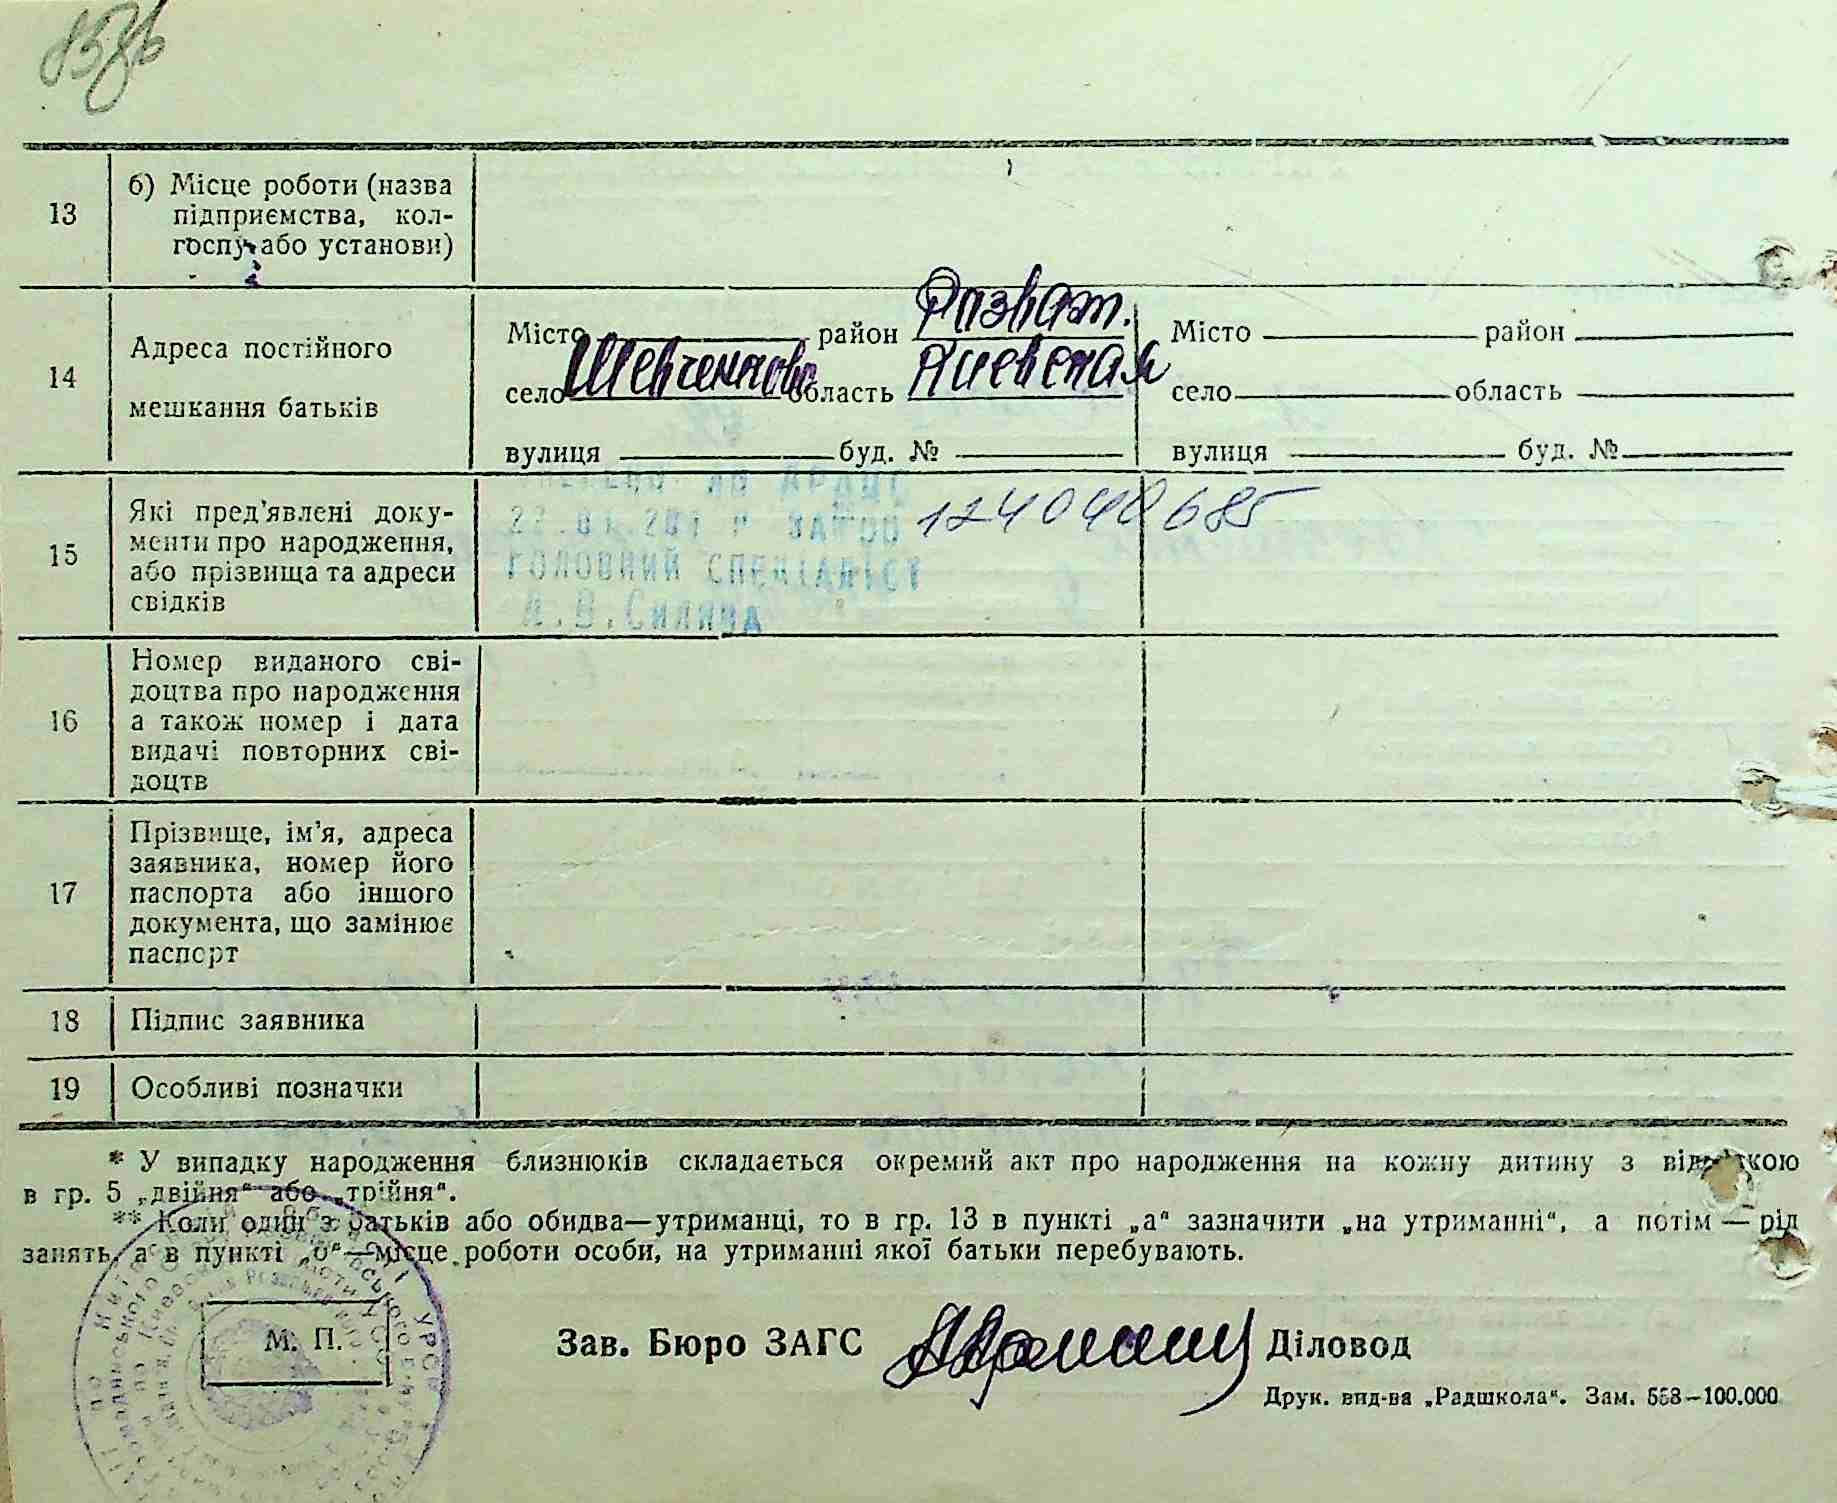 13
б) Місце роботи (назва
підприємства, кол-
госпу або установи)
14
Адреса постійного
мешкання батьків
Місто район Розваж.
село Шевченково область Киевская
вулиця буд. №
Місто район
село область
вулиця буд. №
15
Які пред'явлені доку-
менти про народження,
або прізвища та адреси
свідків
ГОЛОВНИЙ СПЕЦІАЛІСТ
124040685
16
Номер виданого сві-
доцтва про народження
а також номер і дата
видачі повторних сві-
доцтв
17
Прізвище, ім'я, адреса
заявника, номер його
паспорта або іншого
документа, що замінює
паспорт
18
Підпис заявника
19
Особливі позначки
* У випадку народження близнюків складається окремий акт про народження на кожну дитину з відміткою
в гр. 5 „двійня“ або „трійня“.
** Коли один з батьків або обидва—утриманці, то в гр. 13 в пункті „а“ зазначити „на утриманні“, а потім — рід
занять, а в пункті „б“—місце роботи особи, на утриманні якої батьки перебувають.
М. П.
Зав. Бюро ЗАГС
Діловод
Друк. вид-ва „Радшкола“. Зам. 558—100.000